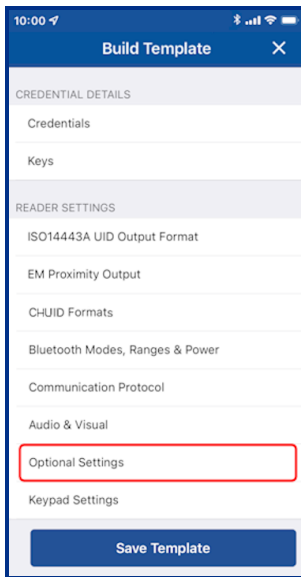 10:00
Build Template
CREDENTIAL DETAILS
Credentials
Keys
READER SETTINGS
ISO14443A UID Output Format
EM Proximity Output
CHUID Formats
Bluetooth Modes, Ranges & Power
Communication Protocol
Audio & Visual
Optional Settings
Keypad Settings
Save Template